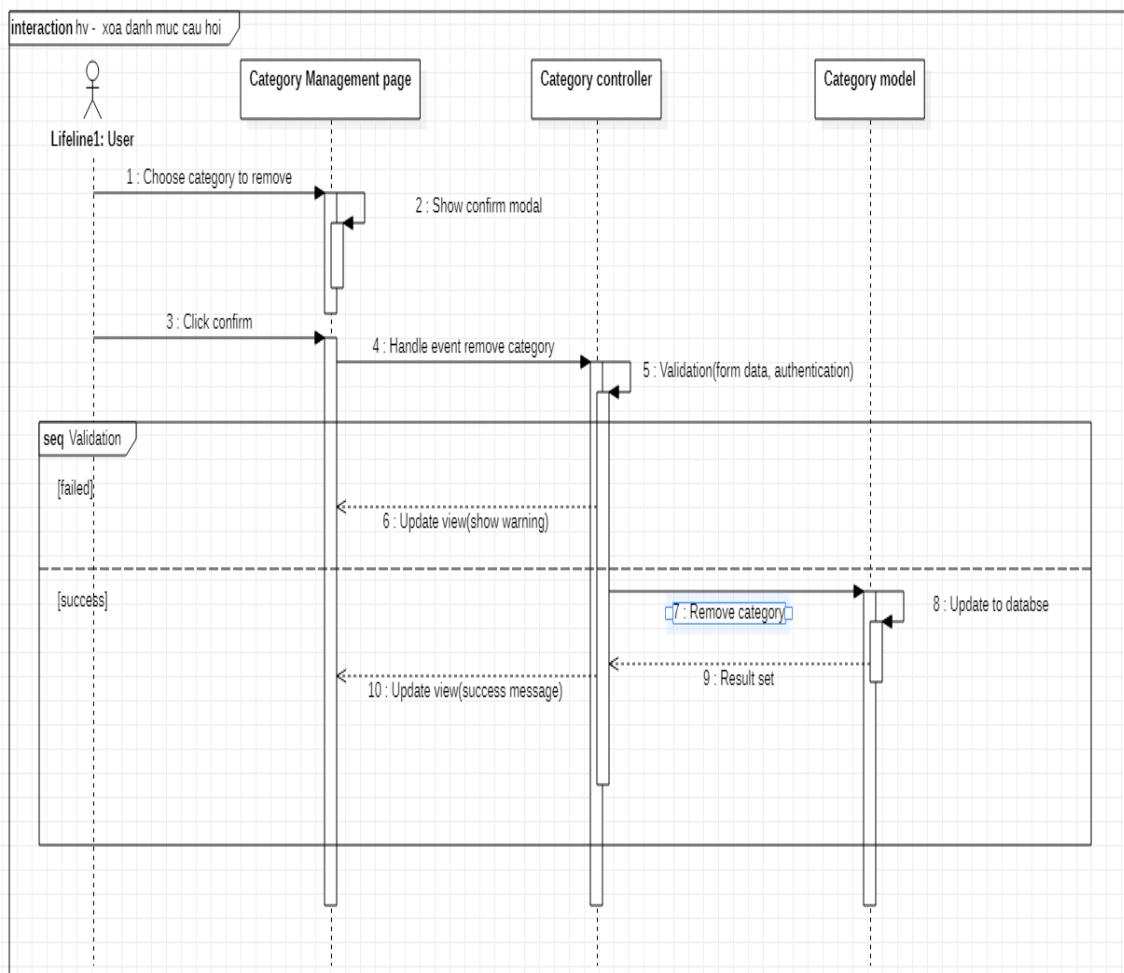 interaction hv - xoa danh muc cau hoi
Category Management page
Category controller
Category model
Lifeline1: User
1 : Choose category to remove
2 : Show confirm modal
3 : Click confirm
4 : Handle event remove category
5 : Validation(form data, authentication)
seq Validation
[failed]
6 : Update view(show warning)
[success]
7 : Remove category
8 : Update to databse
9 : Result set
10 : Update view(success message)